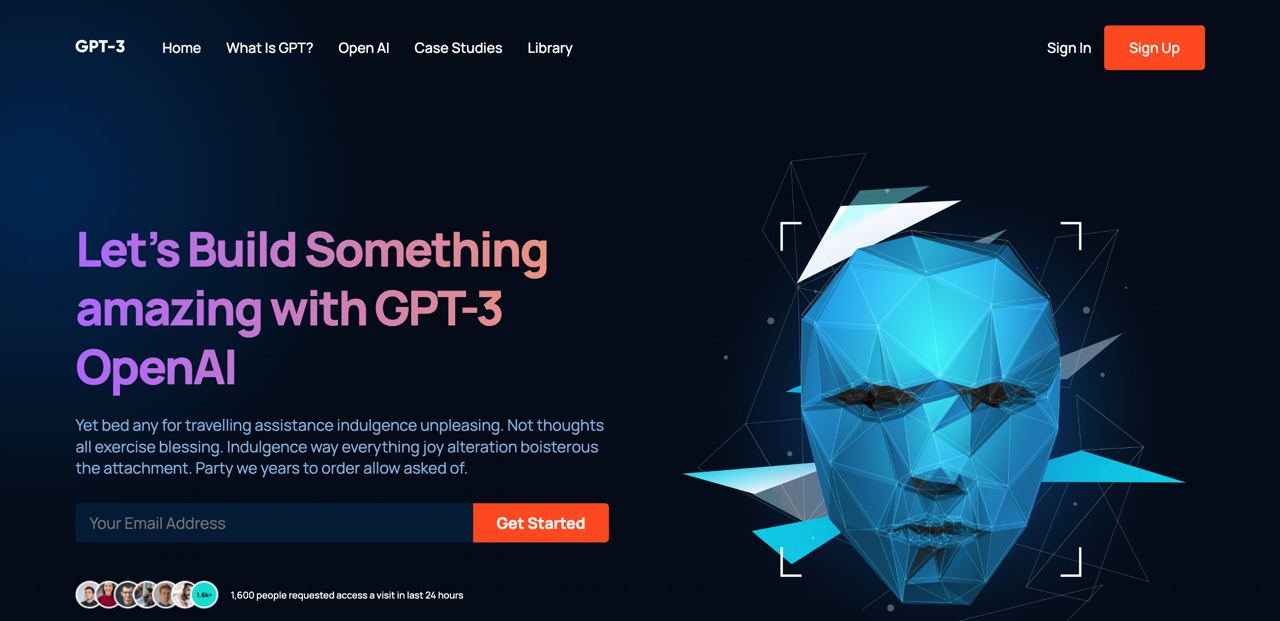 GPT-3
Home
What Is GPT?
Open AI
Case Studies
Library
Sign In
Sign Up
Let’s Build Something
amazing with GPT-3
OpenAI
Yet bed any for travelling assistance indulgence unpleasing. Not thoughts
all exercise blessing. Indulgence way everything joy alteration boisterous
the attachment. Party we years to order allow asked of.
Your Email Address
Get Started
1.6k+
1,600 people requested access a visit in last 24 hours